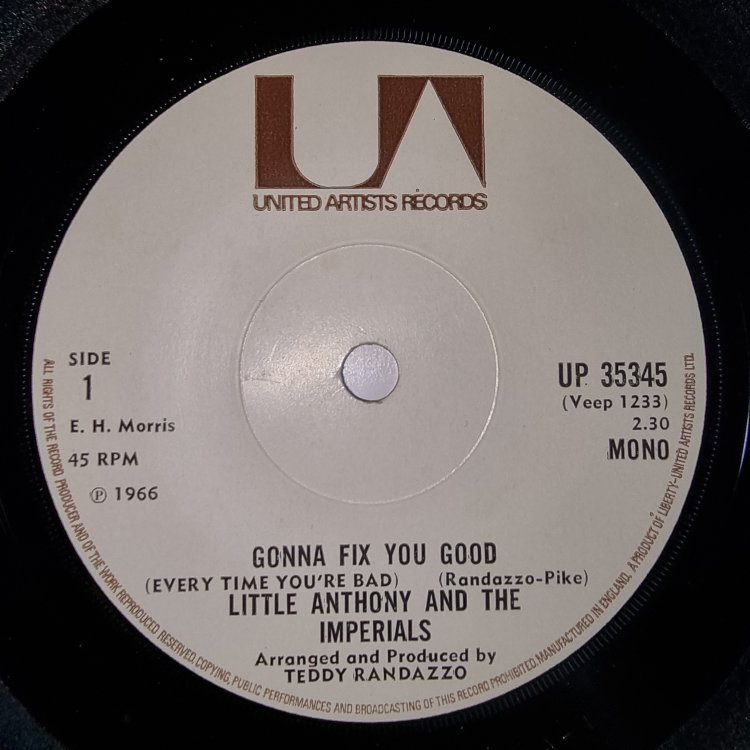 UA
UNITED ARTISTS RECORDS
SIDE
1
E. H. Morris
45 RPM
℗ 1966
UP 35345
(Veep 1233)
2.30
MONO
GONNA FIX YOU GOOD
(EVERY TIME YOU'RE BAD) (Randazzo-Pike)
LITTLE ANTHONY AND THE
IMPERIALS
Arranged and Produced by
TEDDY RANDAZZO
ALL RIGHTS OF THE RECORD PRODUCER AND OF THE WORK REPRODUCED RESERVED, COPYING, PUBLIC PERFORMANCES AND BROADCASTING OF THIS RECORD PROHIBITED. MANUFACTURED IN ENGLAND. A PRODUCT OF LIBERTY-UNITED ARTISTS RECORDS LTD.